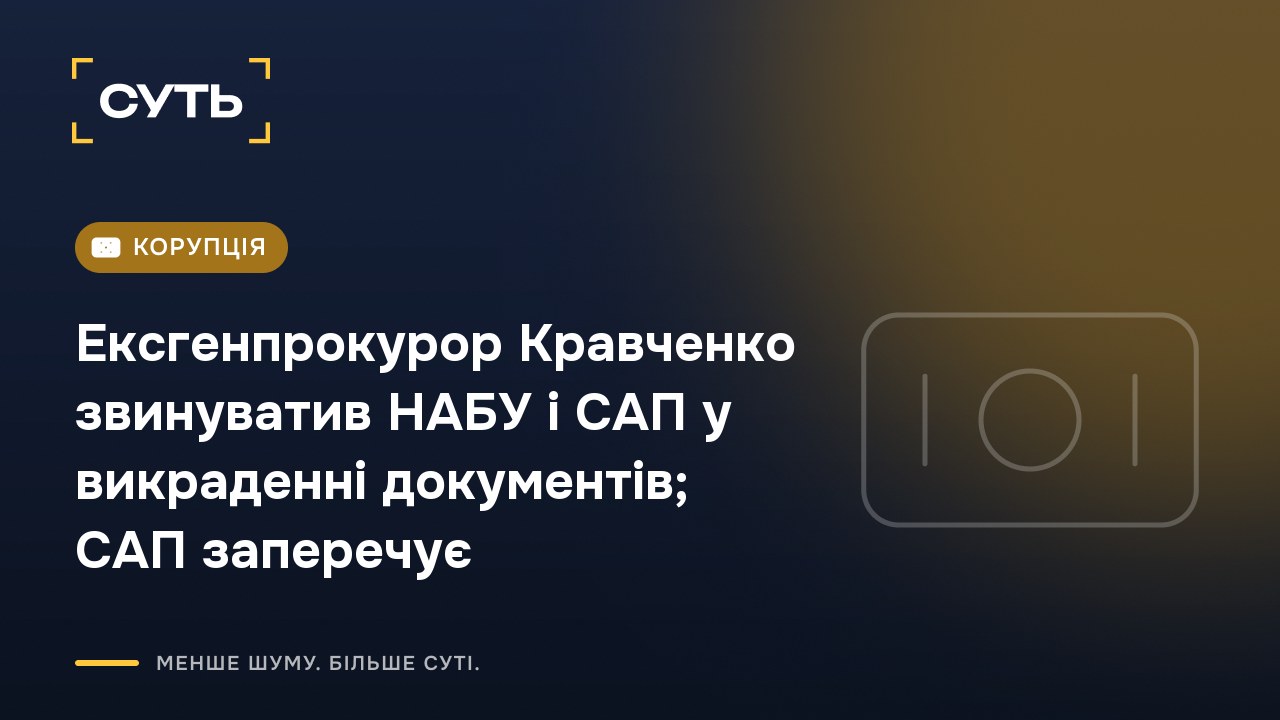 СУТЬ
КОРУПЦІЯ
Ексгенпрокурор Кравченко
звинуватив НАБУ і САП у
викраденні документів;
САП заперечує
МЕНШЕ ШУМУ. БІЛЬШЕ СУТІ.